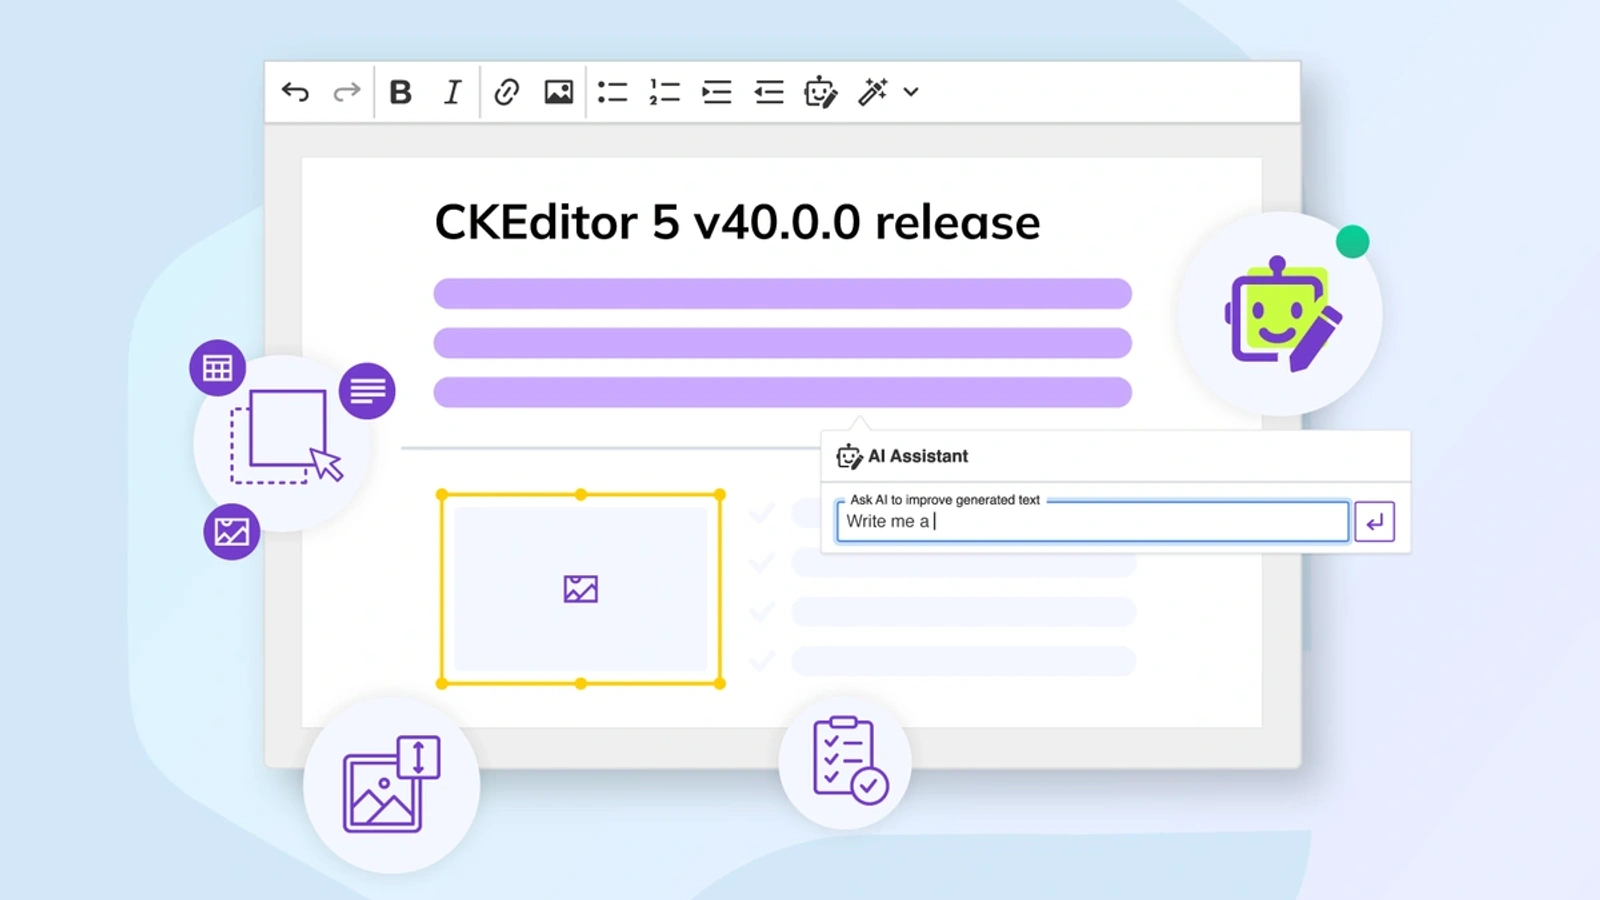 B I
CKEditor 5 v40.0.0 release
AI Assistant
Ask AI to improve generated text
Write me a